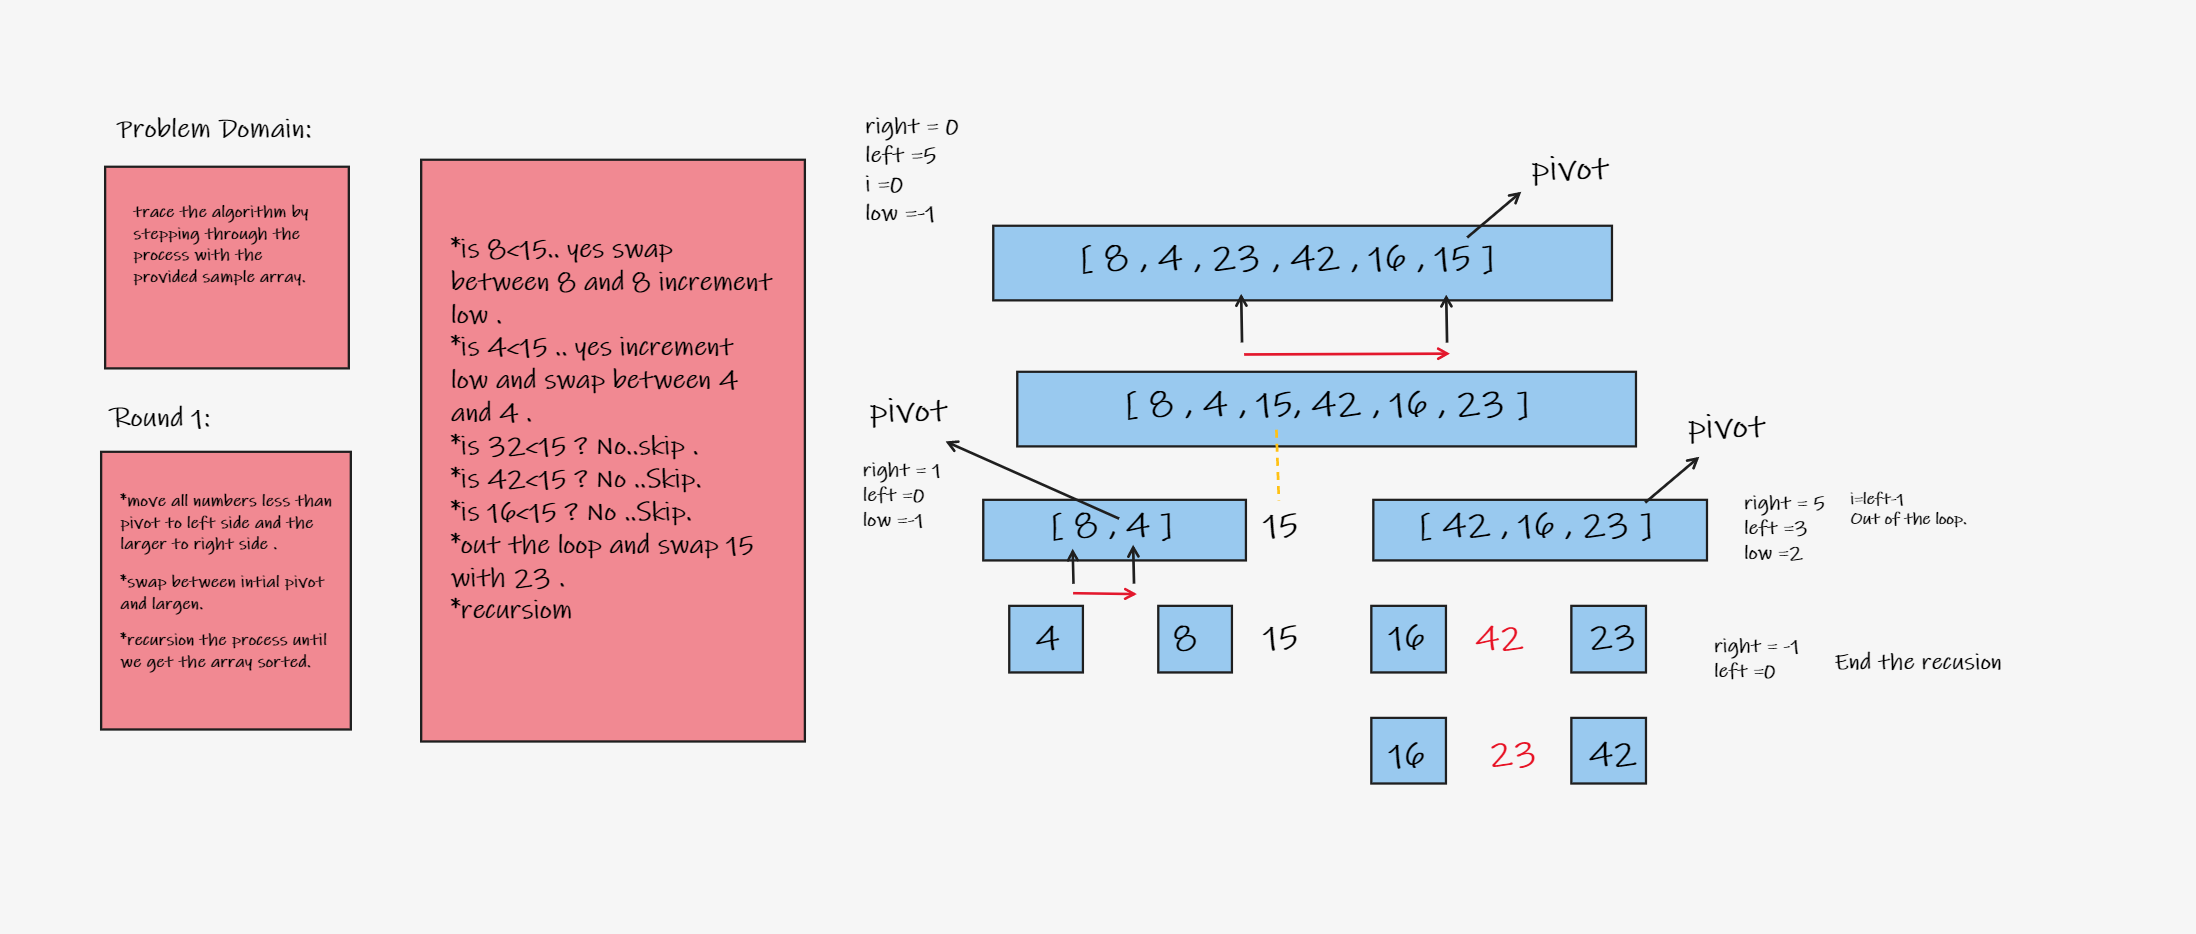 Problem Domain:
trace the algorithm by
stepping through the
process with the
provided sample array.
Round 1:
*move all numbers less than
pivot to left side and the
larger to right side .
*swap between intial pivot
and largen.
*recursion the process until
we get the array sorted.
*is 8<15.. yes swap
between 8 and 8 increment
low .
*is 4<15 .. yes increment
low and swap between 4
and 4 .
*is 32<15 ? No..skip .
*is 42<15 ? No ..Skip.
*is 16<15 ? No ..Skip.
*out the loop and swap 15
with 23 .
*recursiom
right = 0
left =5
i =0
low =-1
pivot
[ 8 , 4 , 23 , 42 , 16 , 15 ]
[ 8 , 4 , 15, 42 , 16 , 23 ]
pivot
right = 1
left =0
low =-1
[ 8 , 4 ]
15
pivot
[ 42 , 16 , 23 ]
right = 5
left =3
low =2
i=left-1
Out of the loop.
4
8
15
16
42
23
right = -1
left =0
End the recusion
16
23
42